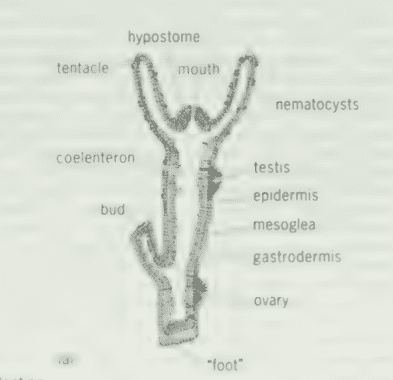 hypostome
tentacle
mouth
nematocysts
coelenteron
testis
epidermis
bud
mesoglea
gastrodermis
ovary
(a)
"foot"